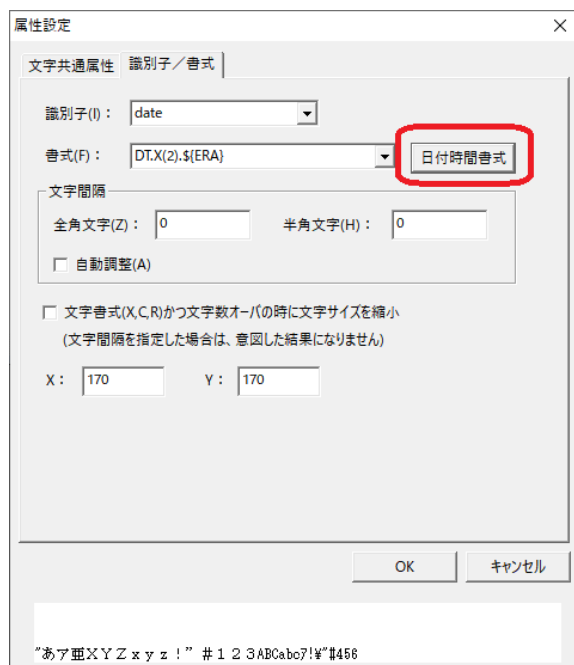 属性設定
文字共通属性 識別子／書式
識別子(I)： date
書式(F)： DT.X(2).${ERA} 日付時間書式
文字間隔
全角文字(Z)： 0 半角文字(H)： 0
自動調整(A)
文字書式(X,C,R)かつ文字数オーバの時に文字サイズを縮小
(文字間隔を指定した場合は、意図した結果になりません)
X： 170 Y： 170
OK キャンセル
"あア亜ＸＹＺｘｙｚ！”＃１２３ABCabc7!¥"#456